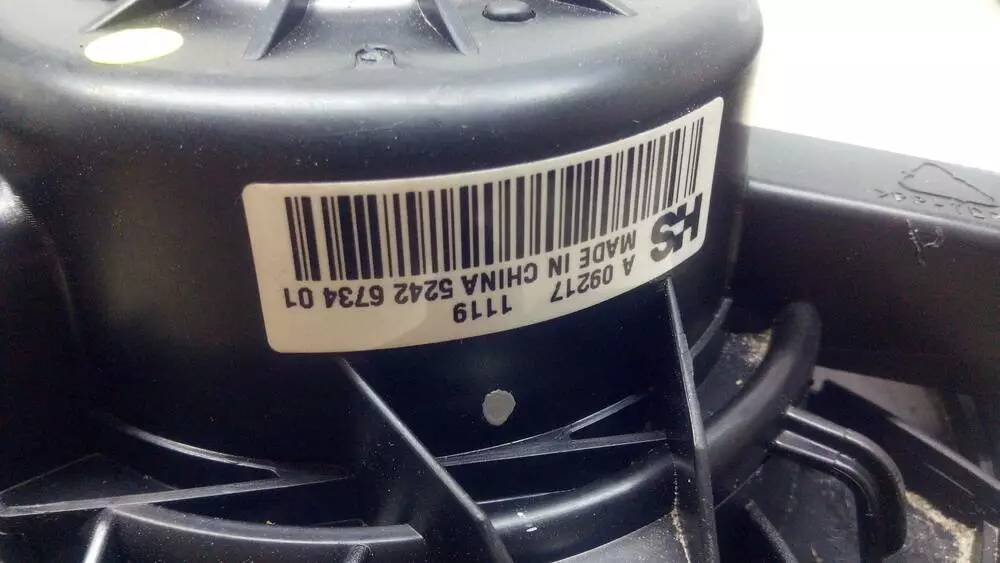 A 09217 1119
HS
MADE IN CHINA 5242 6734 01